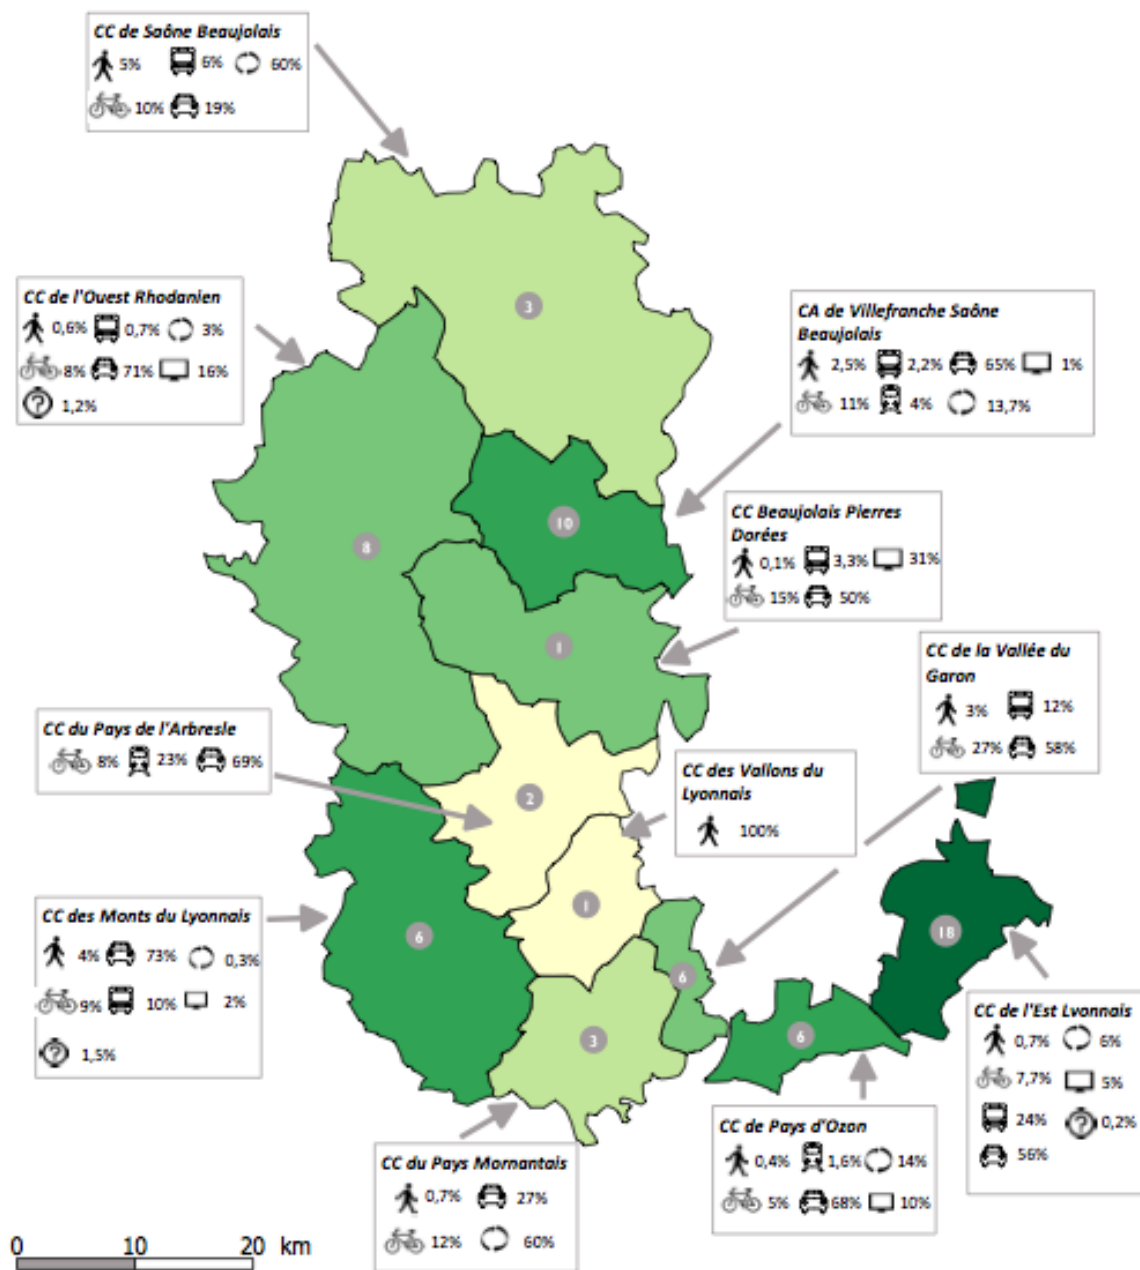 CC de Saône Beaujolais
5% 6% 60%
10% 19%
CC de l'Ouest Rhodanien
0,6% 0,7% 3%
8% 71% 16%
? 1,2%
3
CA de Villefranche Saône
Beaujolais
2,5% 2,2% 65% 1%
11% 4% 13,7%
10
8
CC Beaujolais Pierres
Dorées
0,1% 3,3% 31%
15% 50%
1
CC de la Vallée du
Garon
3% 12%
27% 58%
CC du Pays de l'Arbresle
8% 23% 69%
2
CC des Vallons du
Lyonnais
100%
1
CC des Monts du Lyonnais
4% 73% 0,3%
9% 10% 2%
? 1,5%
6
6
18
3
6
CC de l'Est Lyonnais
0,7% 6%
7,7% 5%
24% ? 0,2%
56%
CC de Pays d'Ozon
0,4% 1,6% 14%
5% 68% 10%
CC du Pays Mornantais
0,7% 27%
12% 60%
0 10 20 km